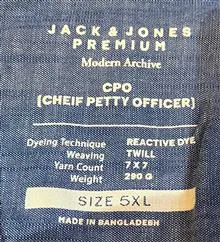 JACK & JONES
PREMIUM
Modern Archive
CPO
(CHEIF PETTY OFFICER)
Dyeing Technique REACTIVE DYE
Weaving TWILL
Yarn Count 7 X 7
Weight 290 G
SIZE 5XL
MADE IN BANGLADESH